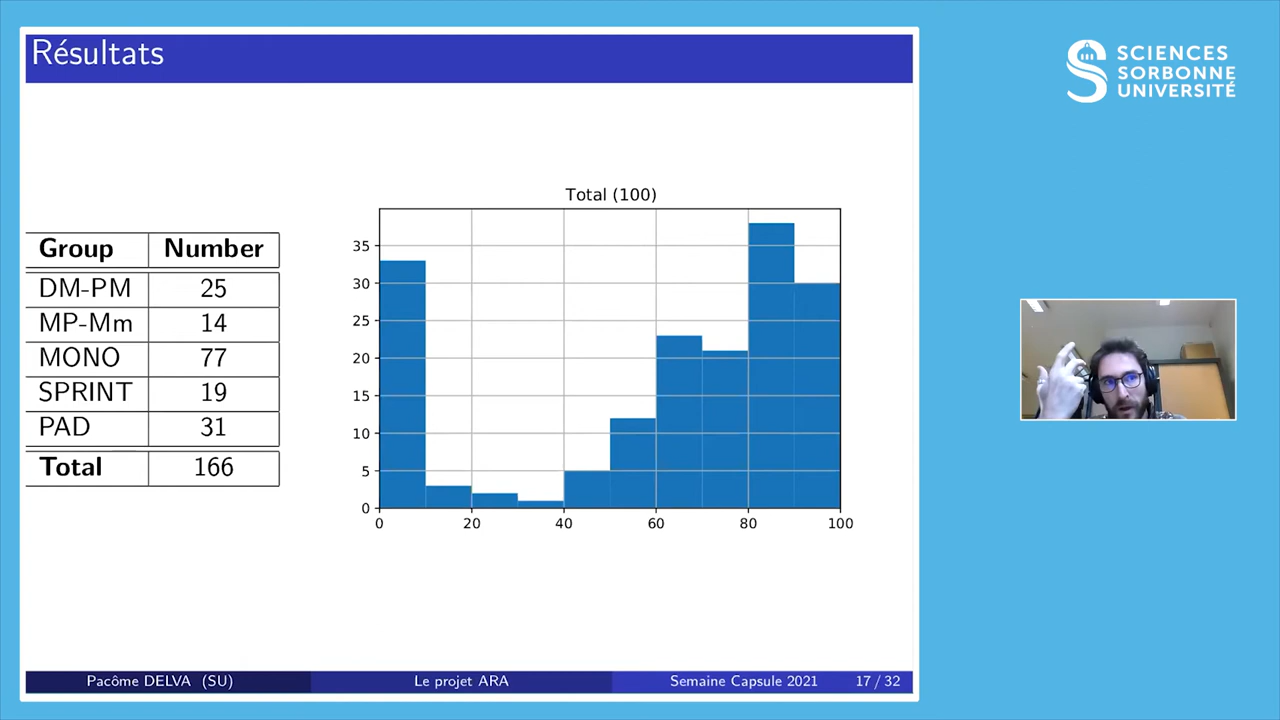 Résultats
SCIENCES
SORBONNE
UNIVERSITÉ
Group Number
DM-PM 25
MP-Mm 14
MONO 77
SPRINT 19
PAD 31
Total 166
Total (100)
35
30
25
20
15
10
5
0
0 20 40 60 80 100
Pacôme DELVA (SU) Le projet ARA Semaine Capsule 2021 17 / 32